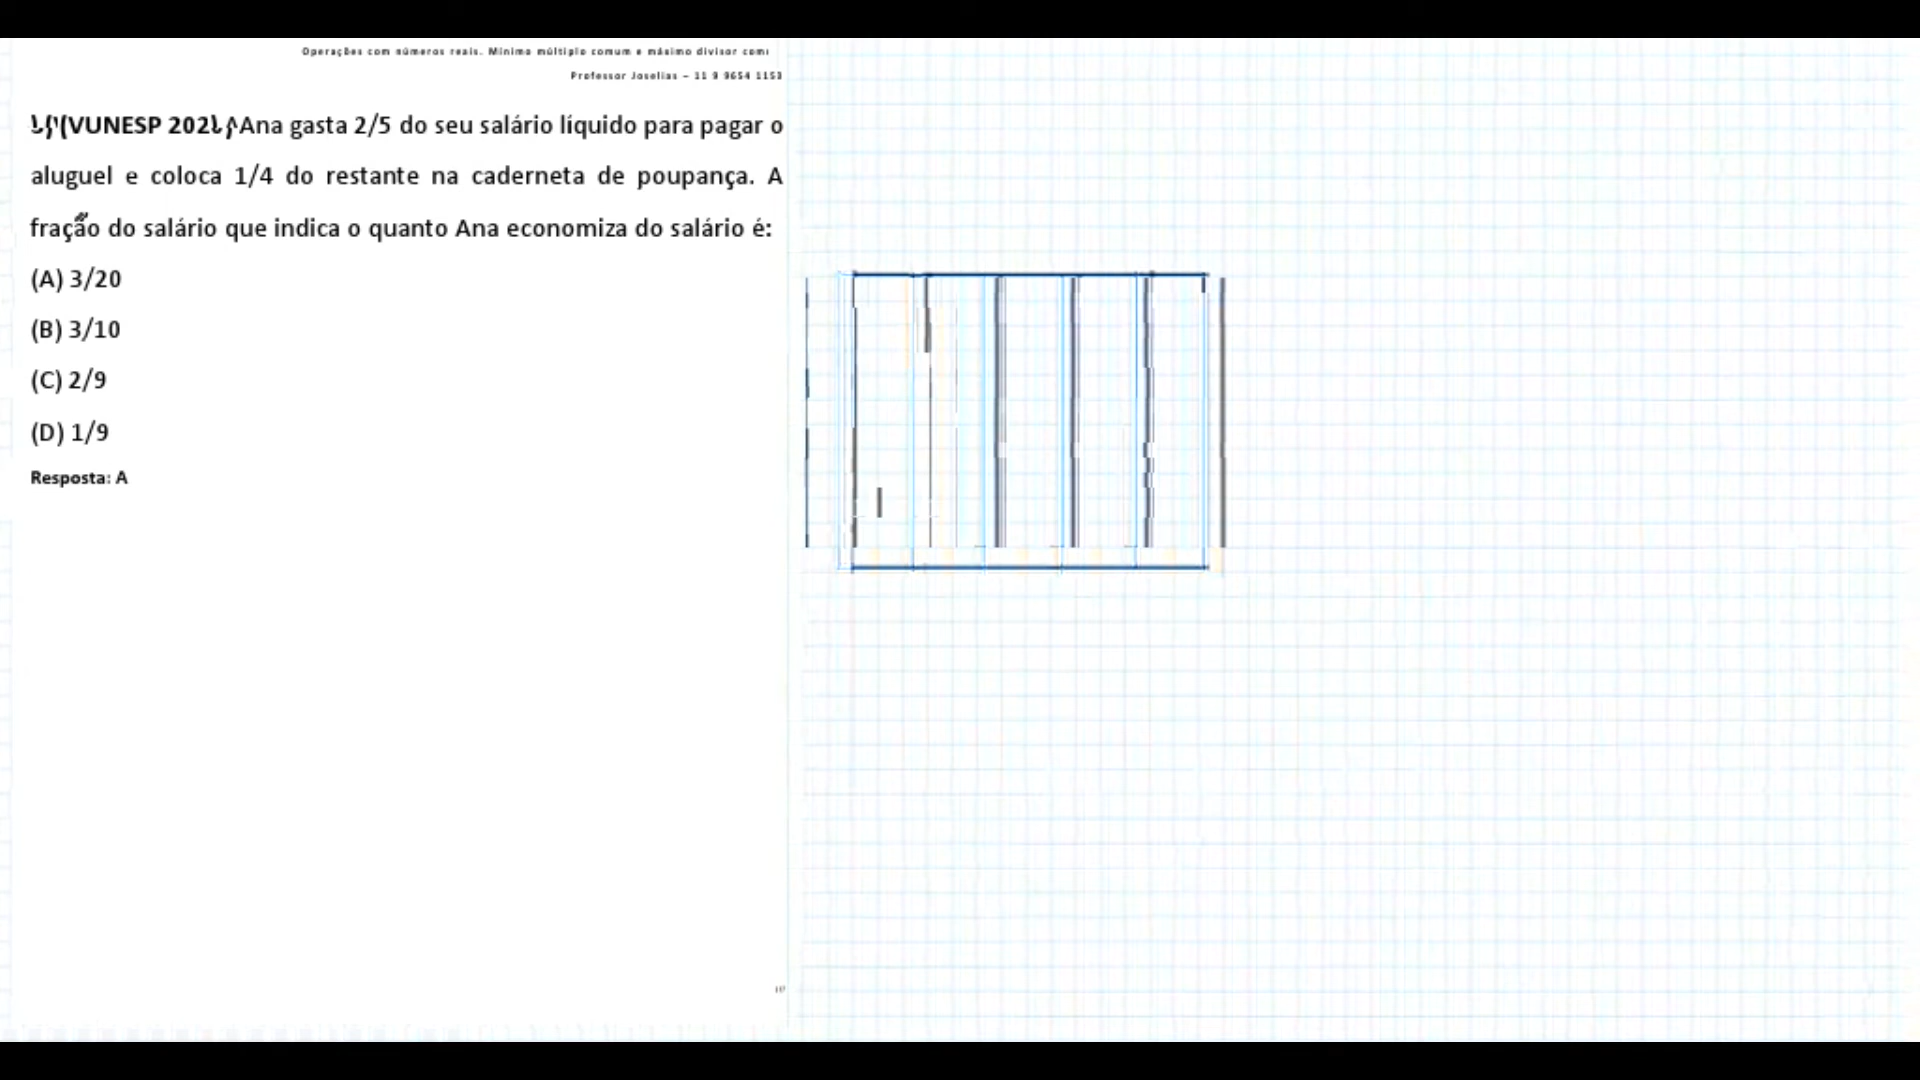 Operações com números reais. Mínimo múltiplo comum e máximo divisor com
Professor Joselias – 11 9 9654 1153
(VUNESP 202 Ana gasta 2/5 do seu salário líquido para pagar o
aluguel e coloca 1/4 do restante na caderneta de poupança. A
fração do salário que indica o quanto Ana economiza do salário é:
(A) 3/20
(B) 3/10
(C) 2/9
(D) 1/9
Resposta: A